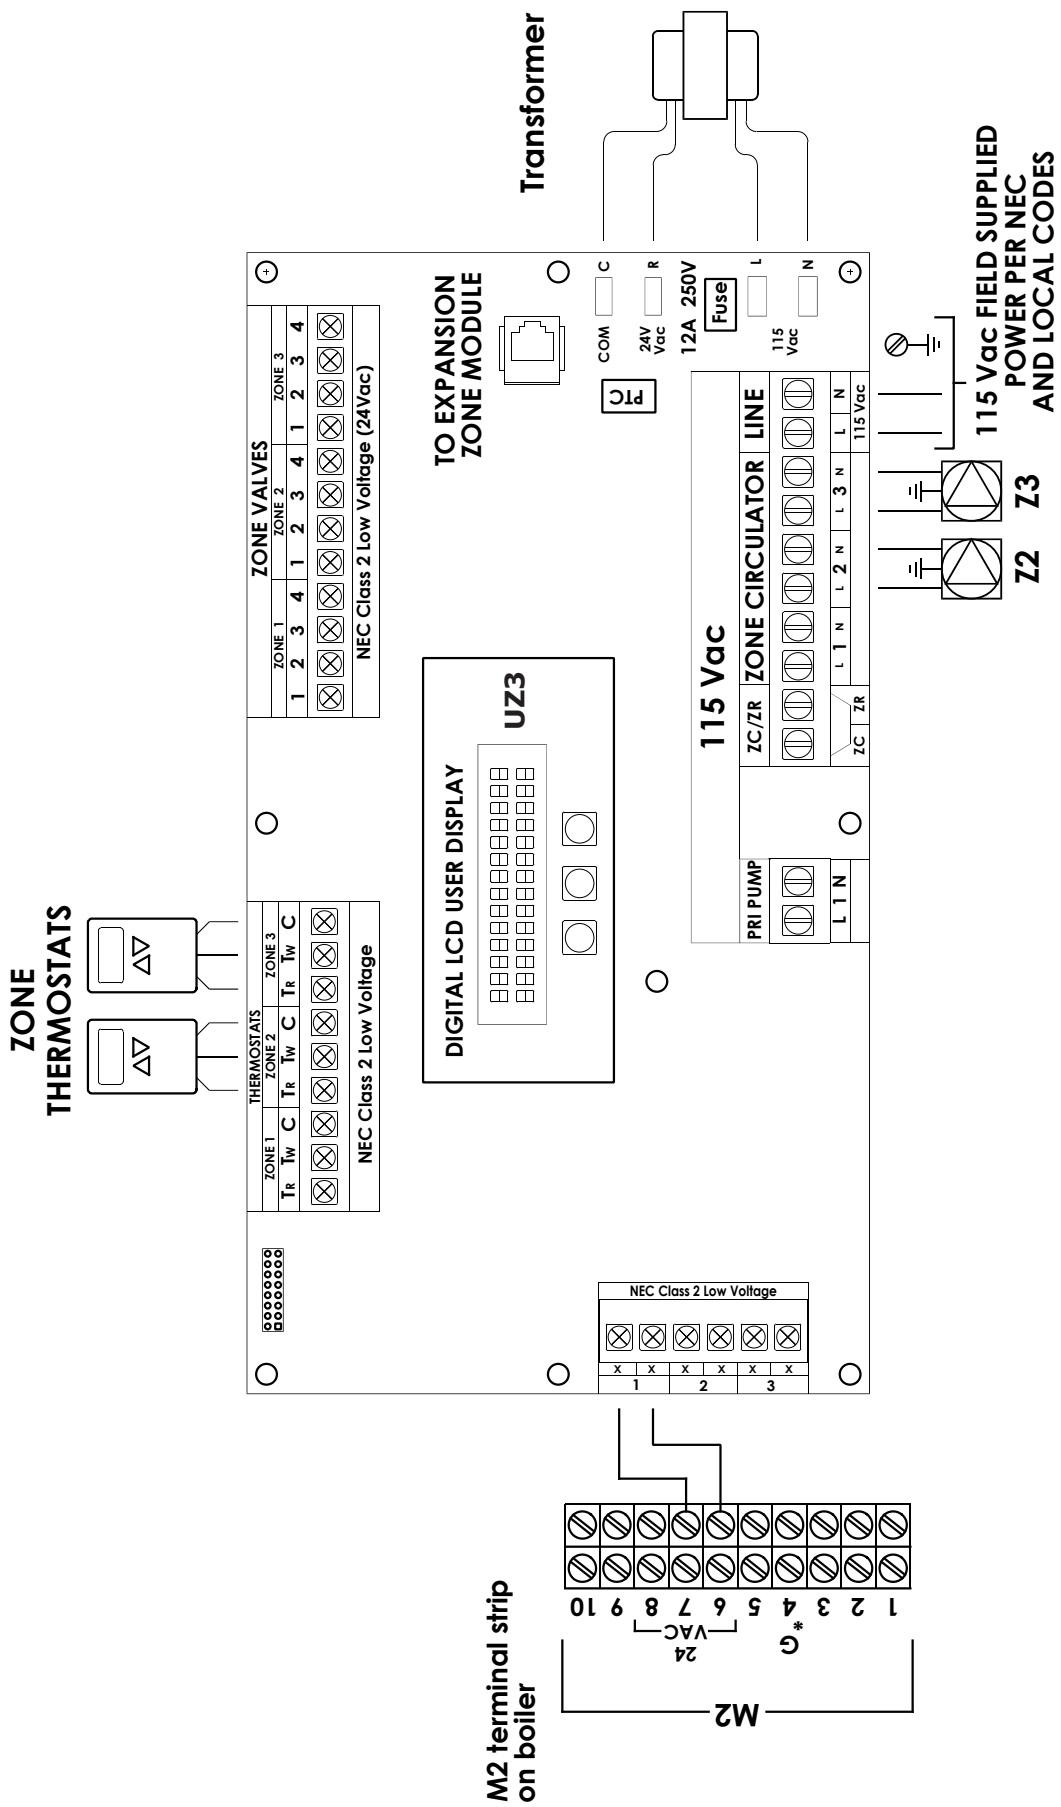 ZONE
THERMOSTATS
THERMOSTATS
ZONE 1
ZONE 2
ZONE 3
TR TW C TR TW C TR TW C
NEC Class 2 Low Voltage
ZONE VALVES
ZONE 1
ZONE 2
ZONE 3
1 2 3 4 1 2 3 4 1 2 3 4
NEC Class 2 Low Voltage (24Vac)
DIGITAL LCD USER DISPLAY
UZ3
TO EXPANSION
ZONE MODULE
Transformer
COM
C
24V
Vac
R
PTC
12A 250V
Fuse
115
Vac
L
N
115 Vac
PRI PUMP
ZC/ZR
ZONE CIRCULATOR
LINE
L 1 N
ZC
ZR
L 1 N
L 2 N
L 3 N
L
N
115 Vac
Z2
Z3
115 Vac FIELD SUPPLIED
POWER PER NEC
AND LOCAL CODES
NEC Class 2 Low Voltage
x x x x x x
1 2 3
M2 terminal strip
on boiler
10 9 8 7 6 5 4 3 2 1
24
VAC
*
G
M2